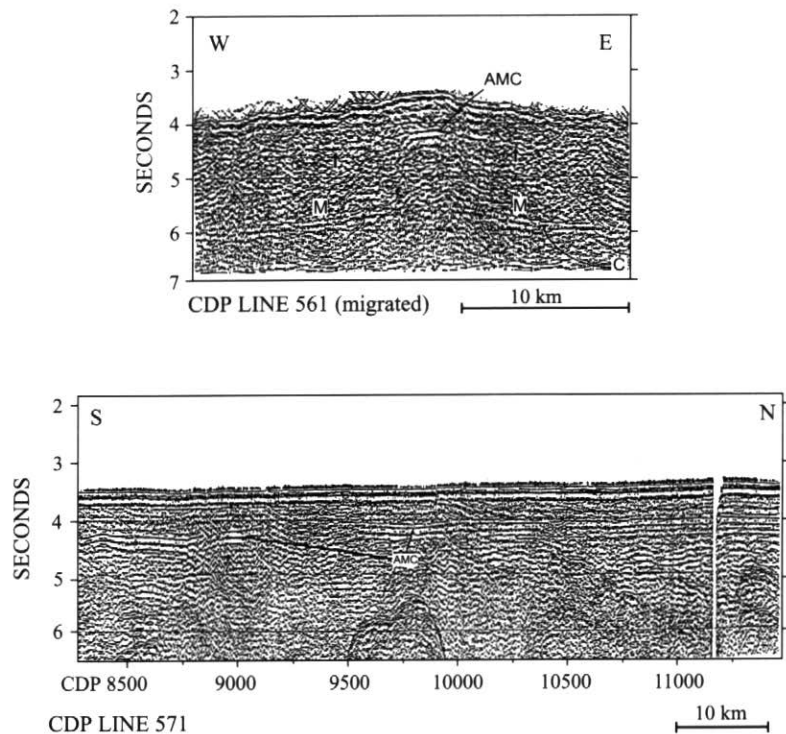 2
W E
3
AMC
4
SECONDS
5
M M
6
C
7
CDP LINE 561 (migrated) 10 km
2
S N
3
4
SECONDS
AMC
5
6
CDP 8500 9000 9500 10000 10500 11000
10 km
CDP LINE 571